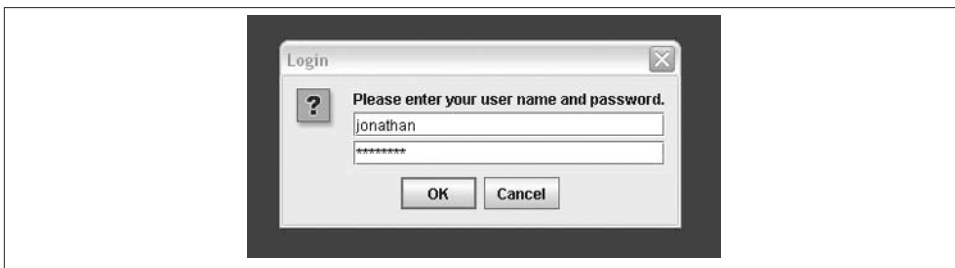 Login
?
Please enter your user name and password.
jonathan
********
OK Cancel